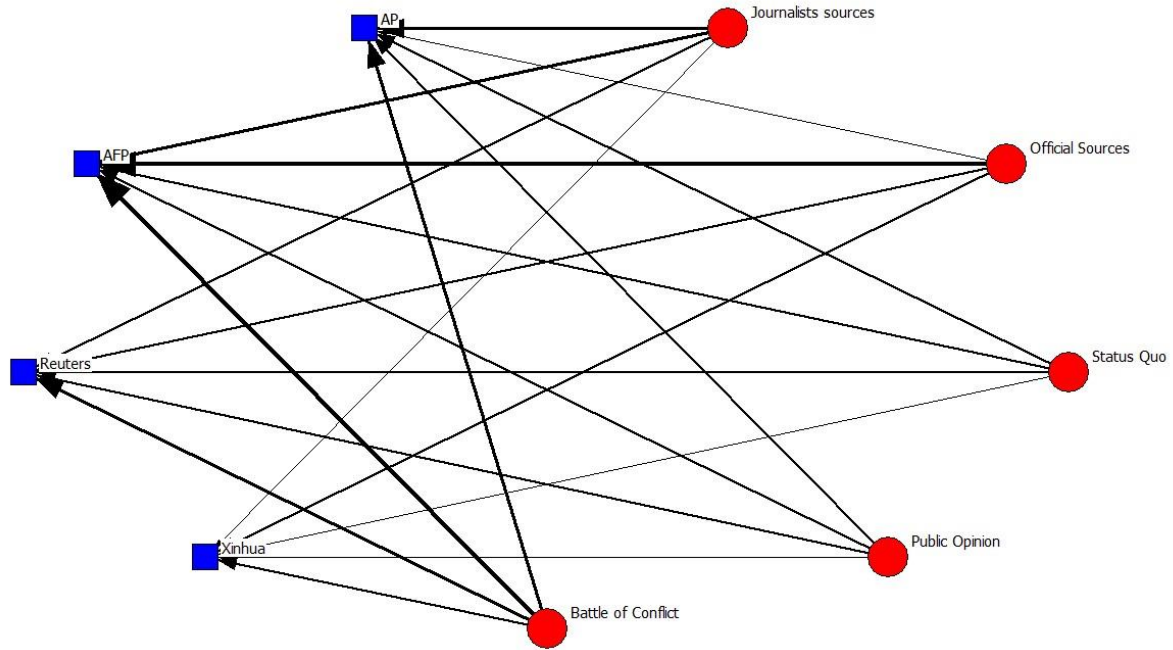 AP
Journalists sources
AFP
Official Sources
Reuters
Status Quo
Xinhua
Public Opinion
Battle of Conflict